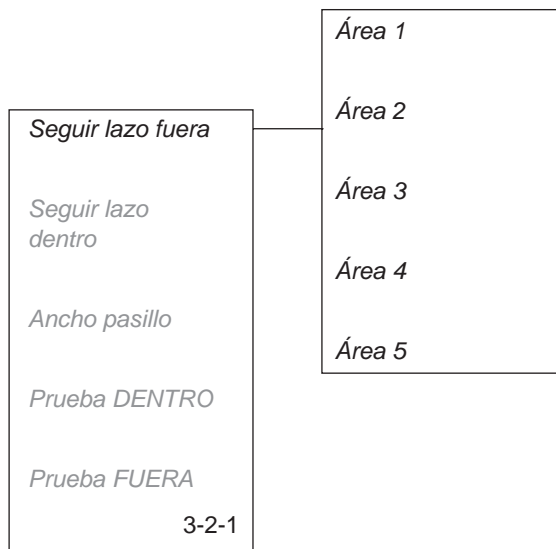 Seguir lazo fuera
Seguir lazo
dentro
Ancho pasillo
Prueba DENTRO
Prueba FUERA
3-2-1
Área 1
Área 2
Área 3
Área 4
Área 5